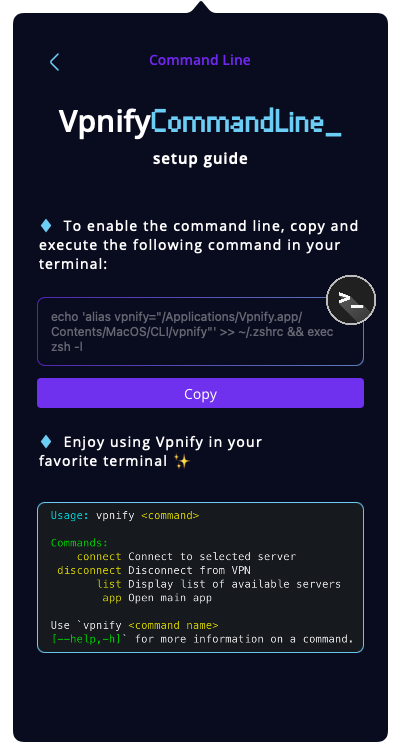 Command Line
VpnifyCommandLine_
setup guide
♦ To enable the command line, copy and
execute the following command in your
terminal:
>_
echo 'alias vpnify="/Applications/Vpnify.app/
Contents/MacOS/CLI/vpnify"' >> ~/.zshrc && exec
zsh -l
Copy
♦ Enjoy using Vpnify in your
favorite terminal ✨
Usage: vpnify <command>
Commands:
connect Connect to selected server
disconnect Disconnect from VPN
list Display list of available servers
app Open main app
Use `vpnify <command name>
[--help,-h]` for more information on a command.